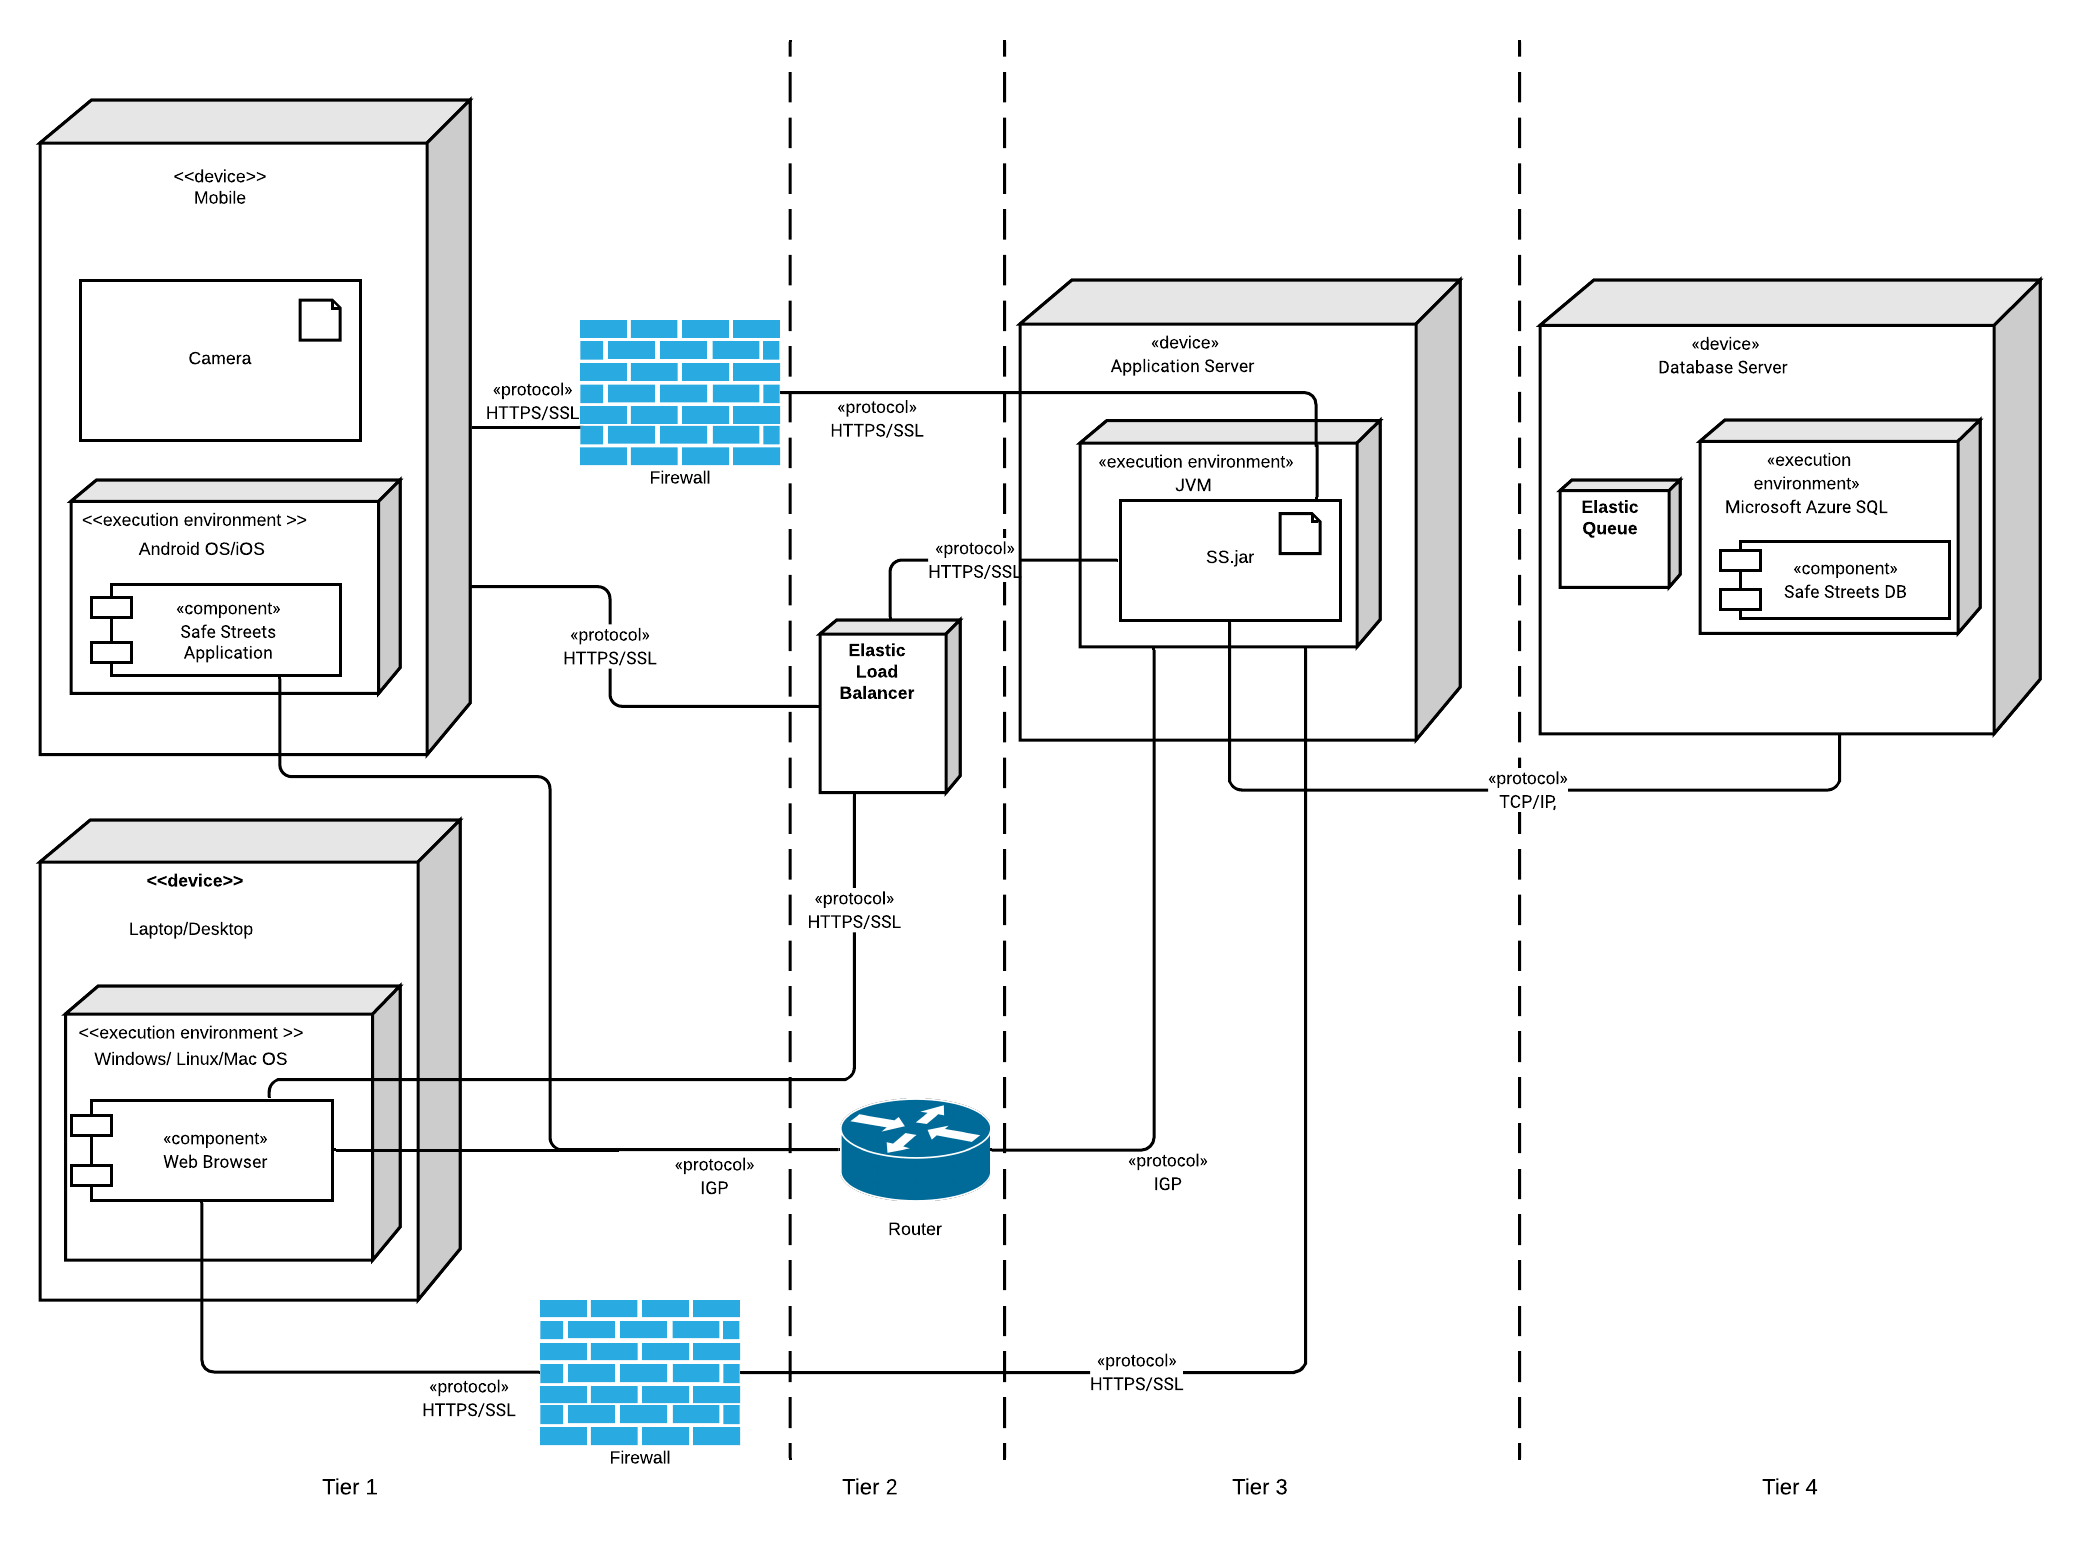 <<device>>
Mobile
Camera
<<execution environment >>
Android OS/iOS
«component»
Safe Streets
Application
«protocol»
HTTPS/SSL
Firewall
«protocol»
HTTPS/SSL
«protocol»
HTTPS/SSL
«protocol»
HTTPS/SSL
Elastic
Load
Balancer
«device»
Application Server
«execution environment»
JVM
SS.jar
«device»
Database Server
Elastic
Queue
«execution
environment»
Microsoft Azure SQL
«component»
Safe Streets DB
«protocol»
TCP/IP,
<<device>>
Laptop/Desktop
<<execution environment >>
Windows/ Linux/Mac OS
«component»
Web Browser
«protocol»
HTTPS/SSL
«protocol»
IGP
Router
«protocol»
IGP
«protocol»
HTTPS/SSL
Firewall
«protocol»
HTTPS/SSL
Tier 1
Tier 2
Tier 3
Tier 4